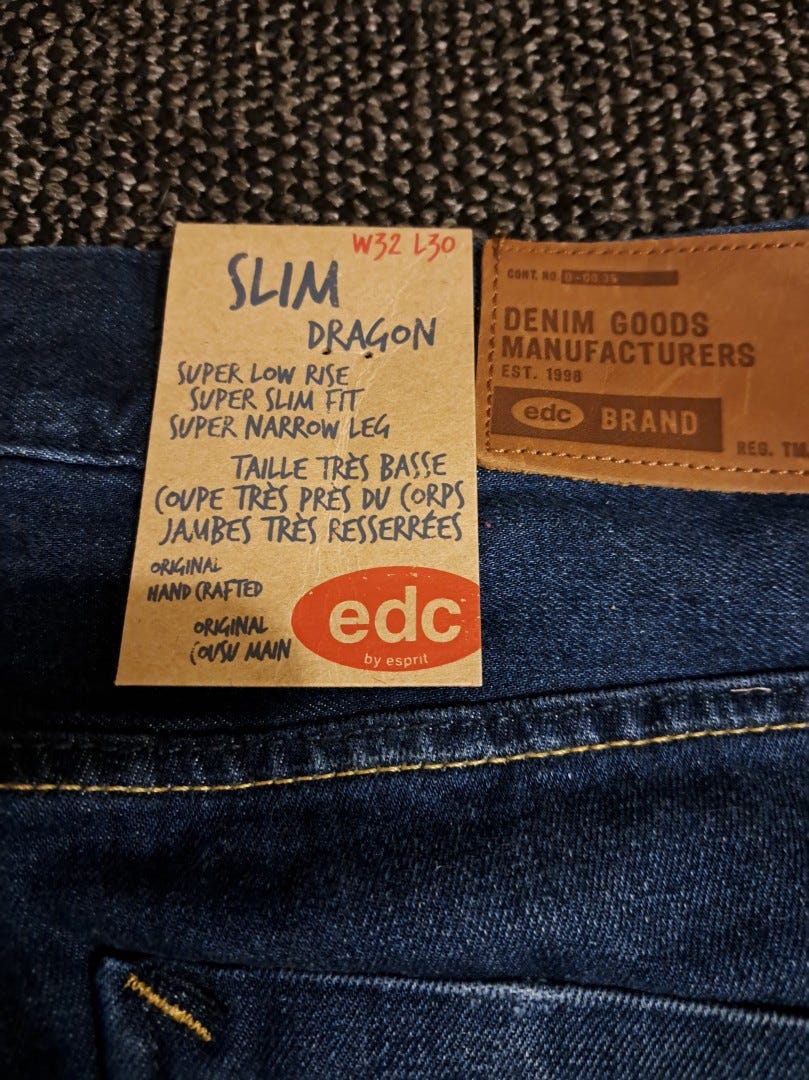 W32 L30
SLIM
DRAGON
SUPER LOW RISE
SUPER SLIM FIT
SUPER NARROW LEG
TAILLE TRÈS BASSE
COUPE TRÈS PRÈS DU CORPS
JAMBES TRÈS RESSERRÉES
ORIGINAL
HAND CRAFTED
ORIGINAL
COUSU MAIN
edc
by esprit
CONT. NO.
DENIM GOODS
MANUFACTURERS
EST. 1998
edc BRAND
REG. TM.